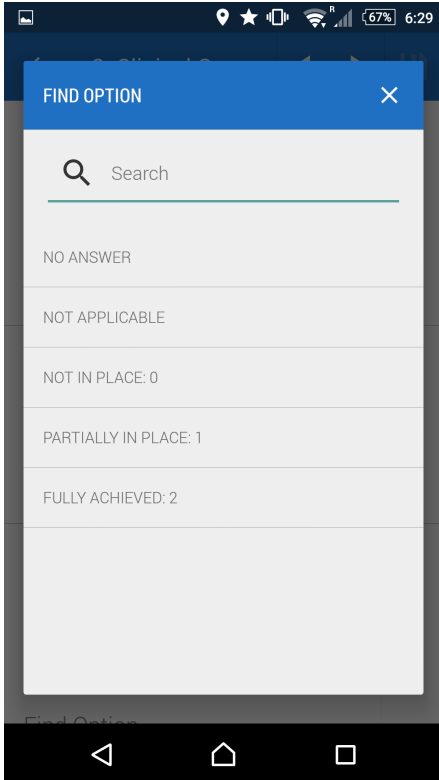 R
67%
6:29
FIND OPTION
Search
NO ANSWER
NOT APPLICABLE
NOT IN PLACE: 0
PARTIALLY IN PLACE: 1
FULLY ACHIEVED: 2
Find Option